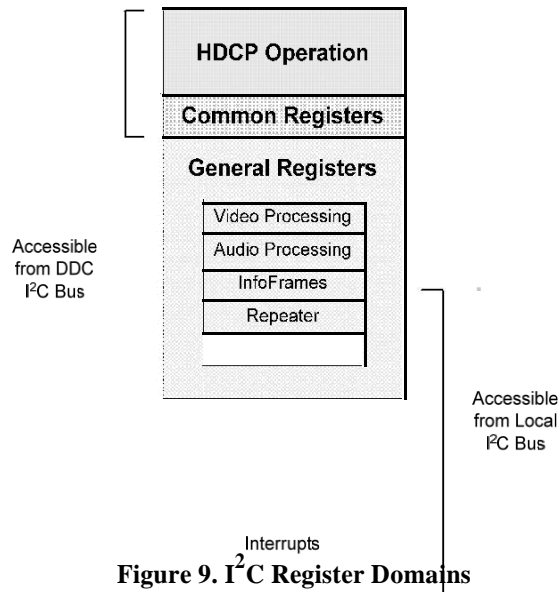 HDCP Operation
Common Registers
General Registers
Video Processing
Audio Processing
InfoFrames
Repeater
Accessible
from DDC
I²C Bus
Accessible
from Local
I²C Bus
Interrupts
Figure 9. I²C Register Domains